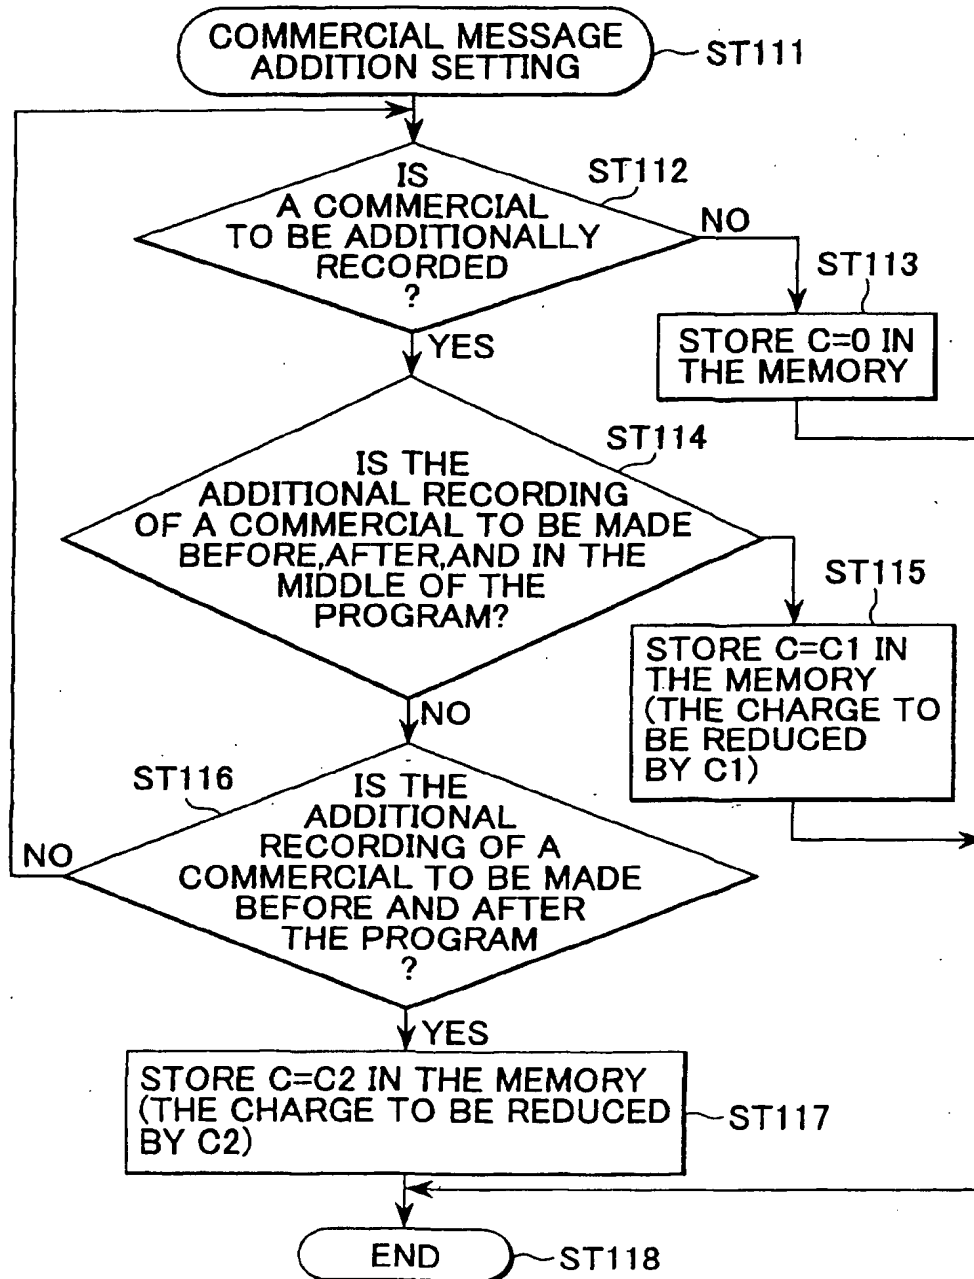 COMMERCIAL MESSAGE
ADDITION SETTING
ST111
IS
A COMMERCIAL
TO BE ADDITIONALLY
RECORDED
?
ST112
NO
ST113
STORE C=0 IN
THE MEMORY
YES
ST114
IS THE
ADDITIONAL RECORDING
OF A COMMERCIAL TO BE MADE
BEFORE,AFTER,AND IN THE
MIDDLE OF THE
PROGRAM?
ST115
STORE C=C1 IN
THE MEMORY
(THE CHARGE TO
BE REDUCED
BY C1)
NO
ST116
IS THE
ADDITIONAL
RECORDING OF A
COMMERCIAL TO BE MADE
BEFORE AND AFTER
THE PROGRAM
?
NO
YES
STORE C=C2 IN THE MEMORY
(THE CHARGE TO BE REDUCED
BY C2)
ST117
END
ST118